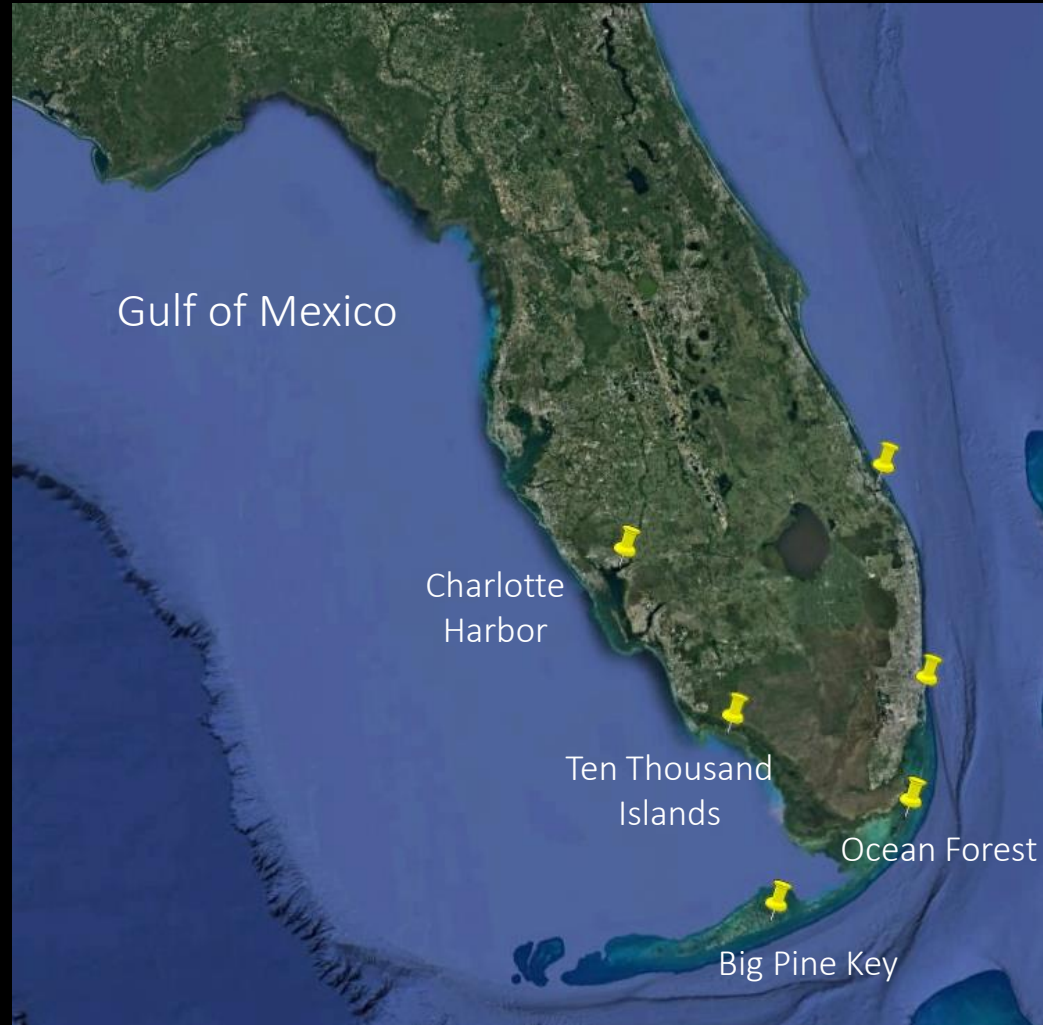 Gulf of Mexico
Charlotte
Harbor
Ten Thousand
Islands
Ocean Forest
Big Pine Key